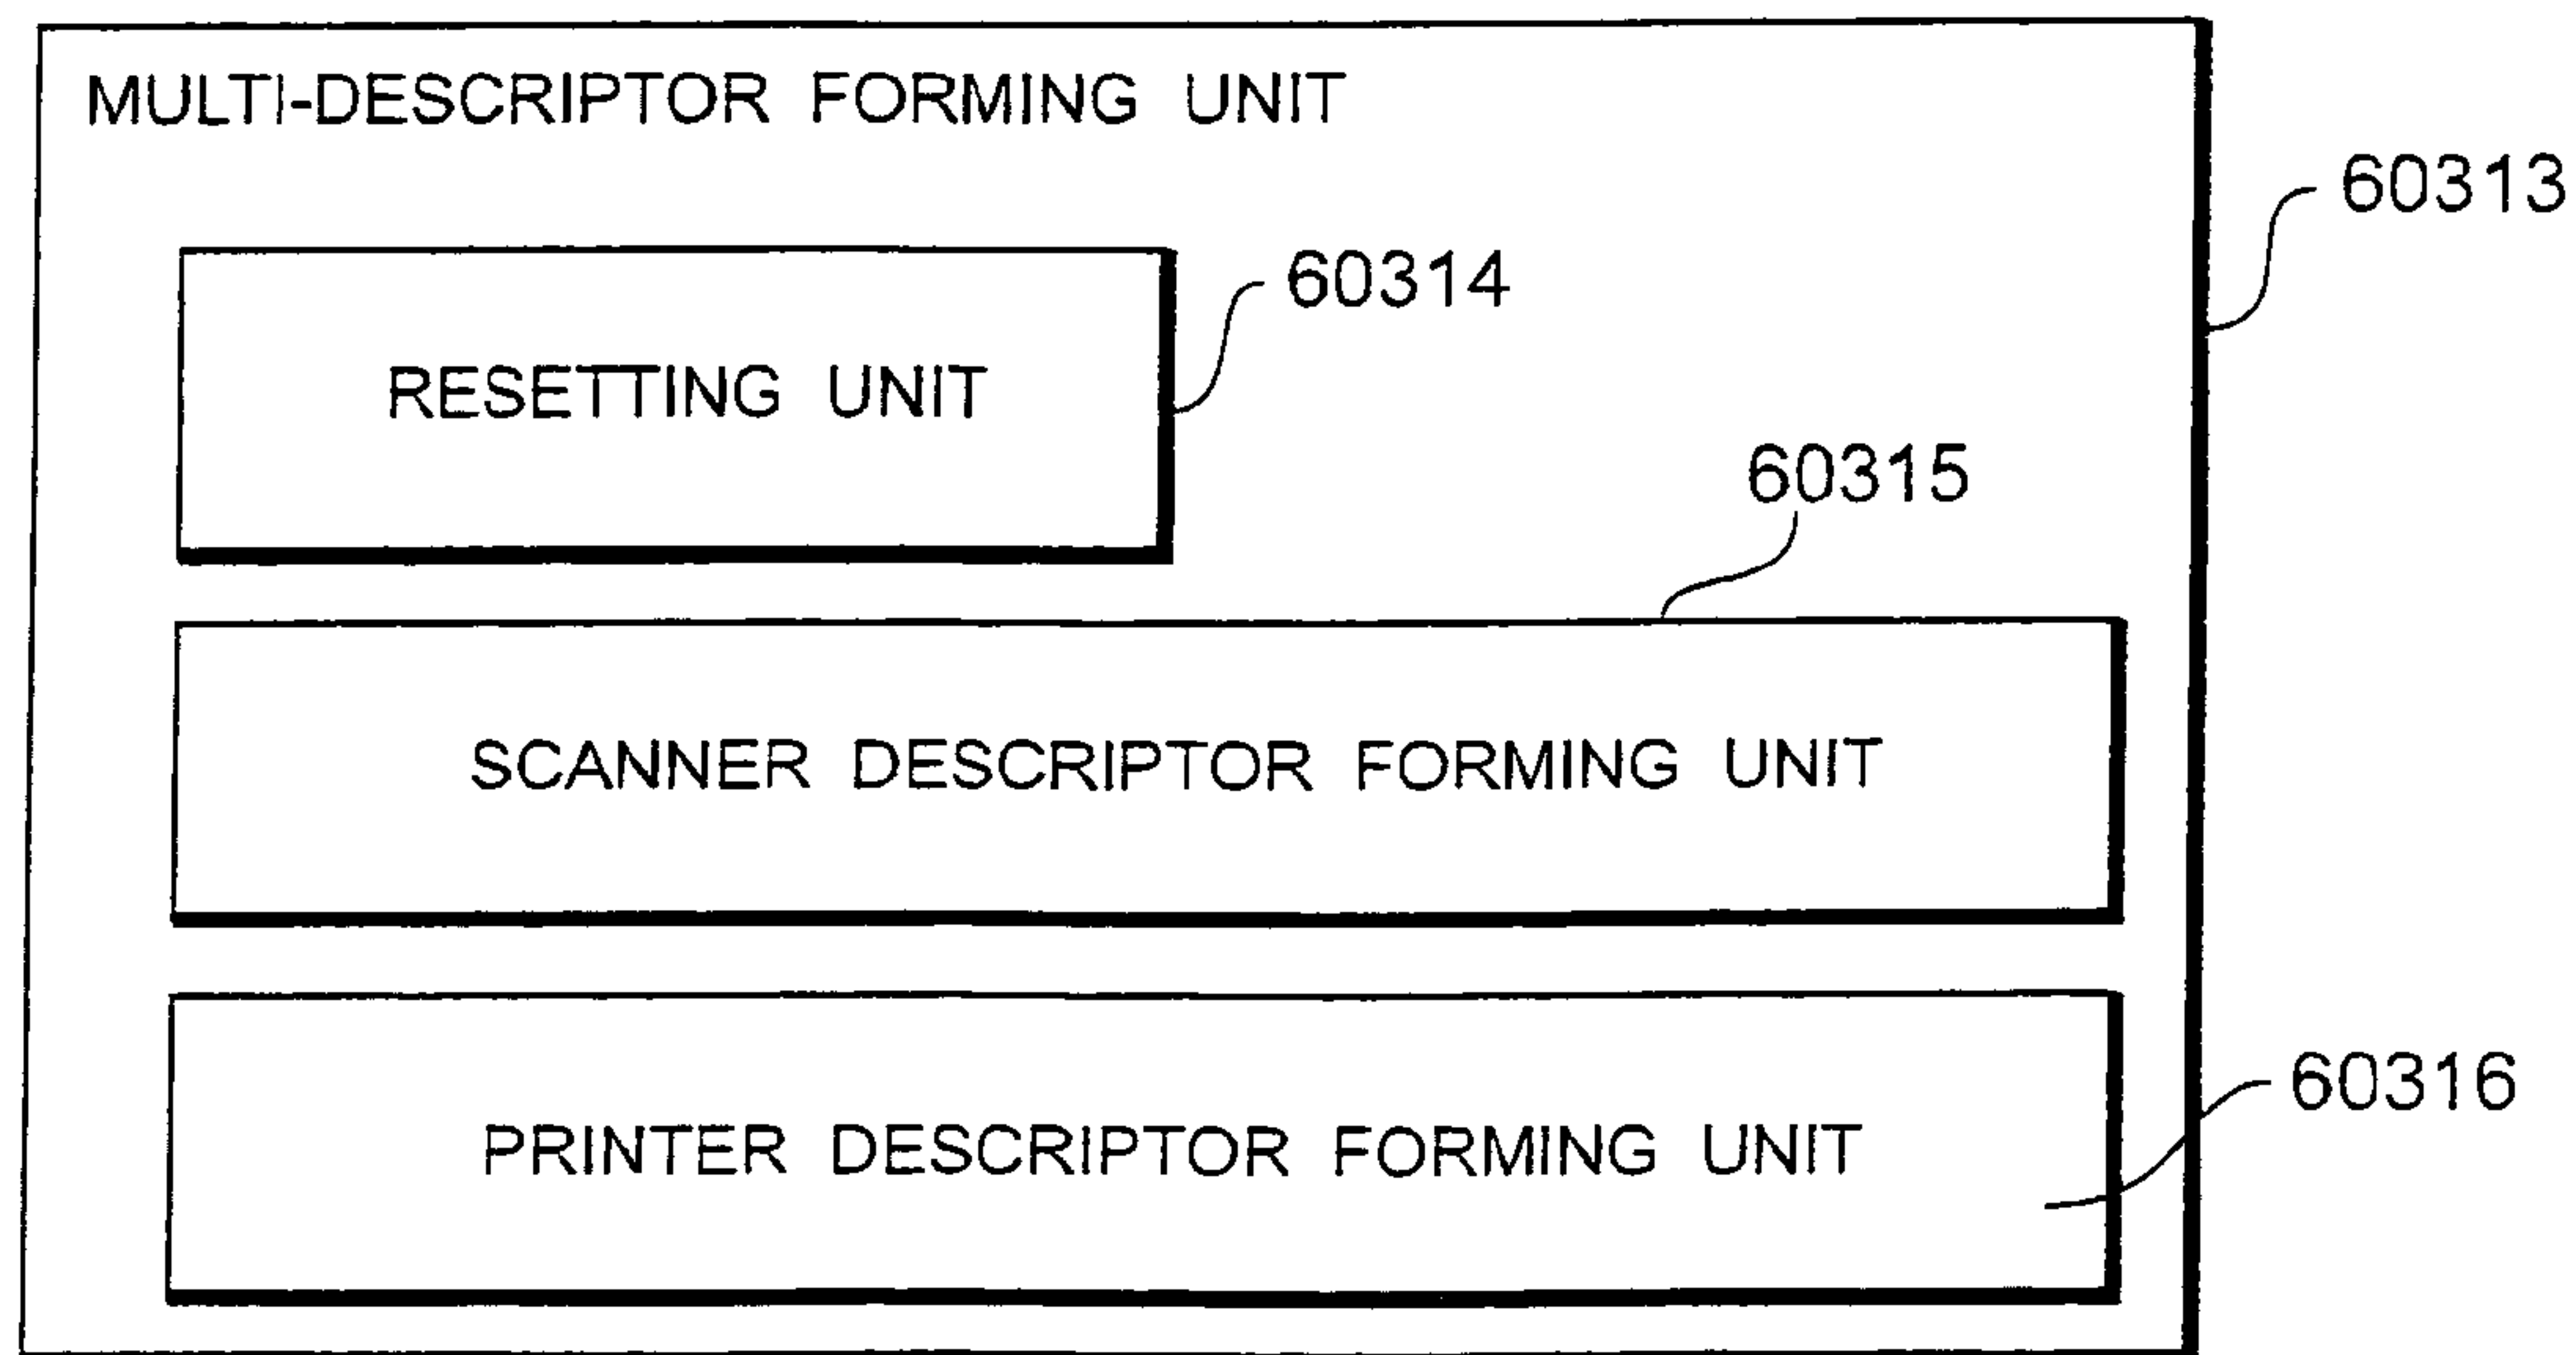 MULTI-DESCRIPTOR FORMING UNIT
60313
60314
RESETTING UNIT
60315
SCANNER DESCRIPTOR FORMING UNIT
60316
PRINTER DESCRIPTOR FORMING UNIT